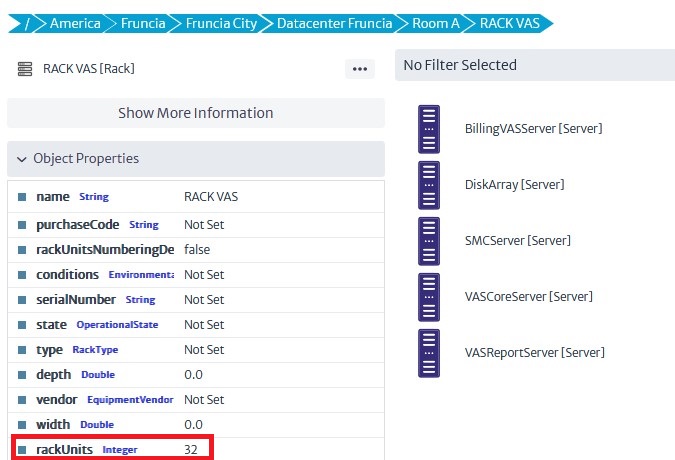 / America Fruncia Fruncia City Datacenter Fruncia Room A RACK VAS
RACK VAS [Rack]
•••
No Filter Selected
Show More Information
Object Properties
name String RACK VAS
purchaseCode String Not Set
rackUnitsNumberingDe false
conditions Environmenta Not Set
serialNumber String Not Set
state OperationalState Not Set
type RackType Not Set
depth Double 0.0
vendor EquipmentVendor Not Set
width Double 0.0
rackUnits Integer 32
BillingVASServer [Server]
DiskArray [Server]
SMCServer [Server]
VASCoreServer [Server]
VASReportServer [Server]